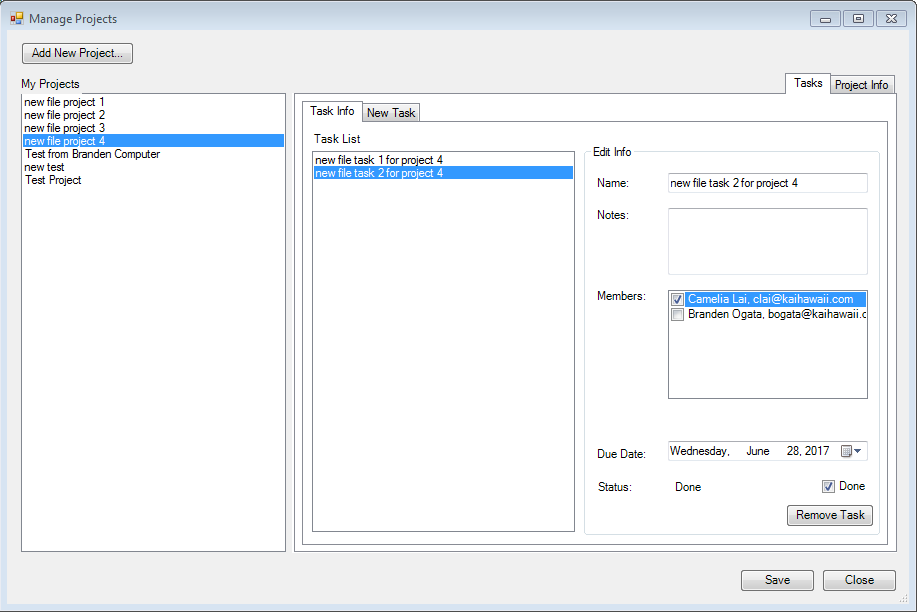 Manage Projects
Add New Project...
My Projects
new file project 1
new file project 2
new file project 3
new file project 4
Test from Branden Computer
new test
Test Project
Tasks
Project Info
Task Info
New Task
Task List
new file task 1 for project 4
new file task 2 for project 4
Edit Info
Name:
new file task 2 for project 4
Notes:
Members:
Camelia Lai, clai@kaihawaii.com
Branden Ogata, bogata@kaihawaii.c
Due Date:
Wednesday, June 28, 2017
Status:
Done
Done
Remove Task
Save
Close